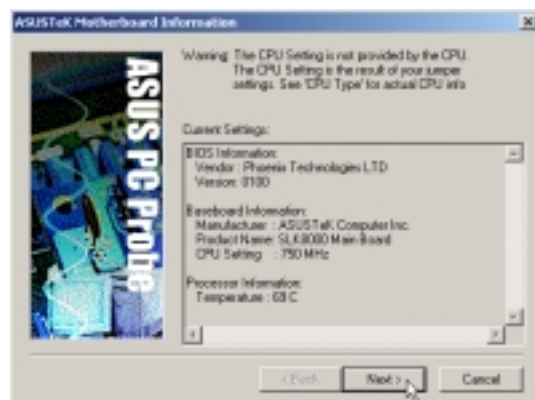 ASUSTeK Motherboard Information
ASUS PC Probe
Warning: The CPU Setting is not provided by the CPU.
The CPU Setting is the result of your jumper
settings. See 'CPU Type' for actual CPU info
Current Settings:
BIOS Information:
Vendor : Phoenix Technologies LTD
Version: 0100
Baseboard Information:
Manufacturer : ASUSTeK Computer Inc.
Product Name: SLK8000 Main Board
CPU Setting : 750 MHz
Processor Information:
Temperature : C
< Back
Next >
Cancel